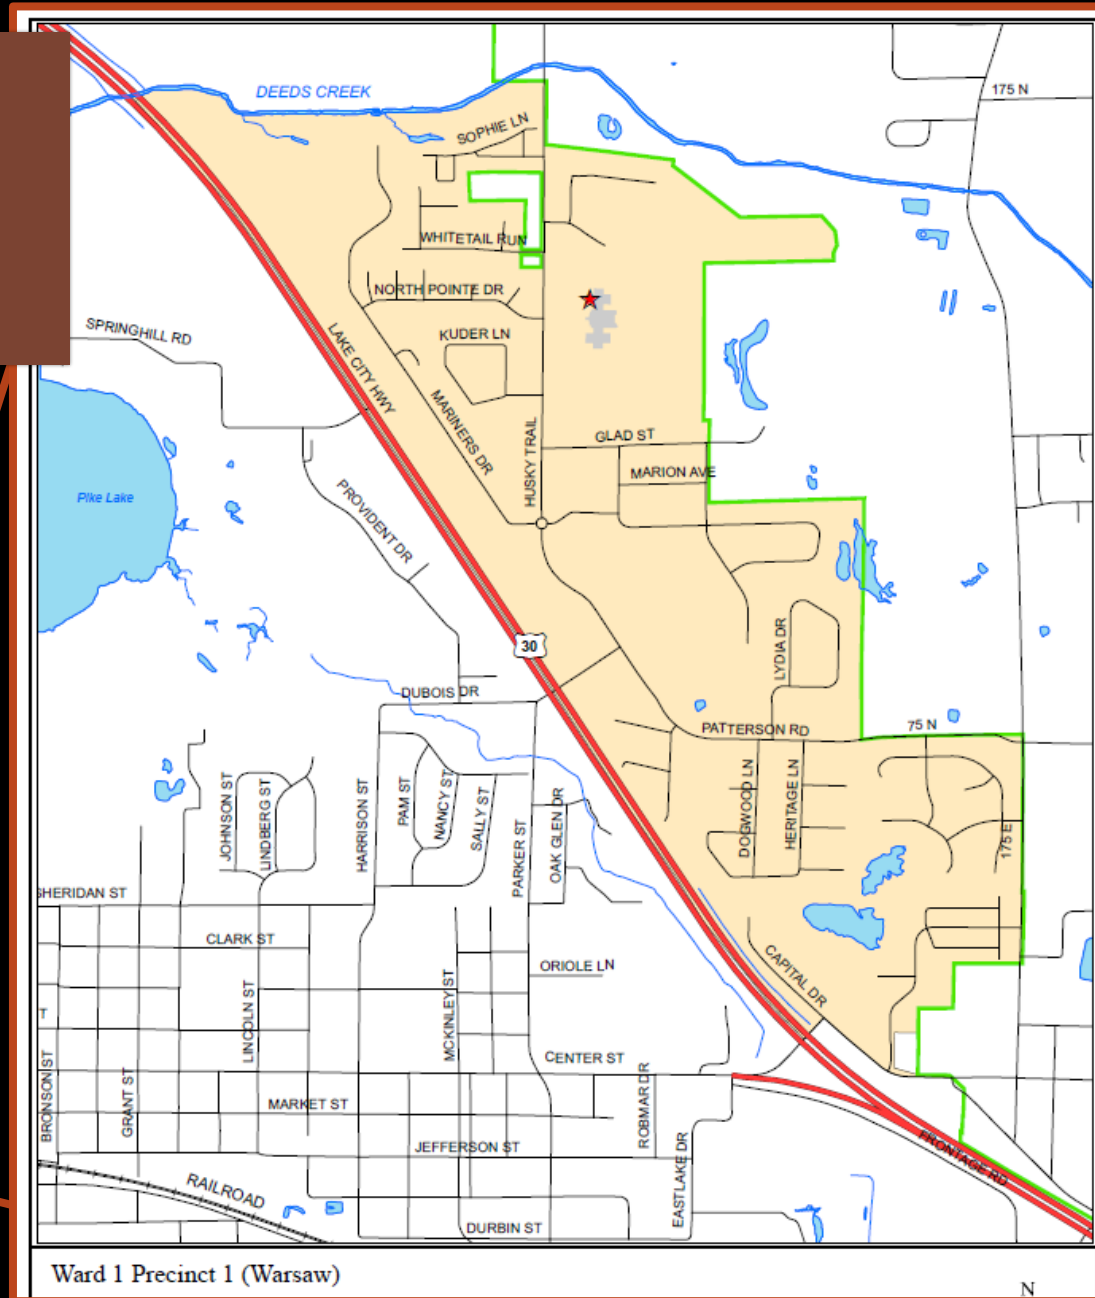 175 N
DEEDS CREEK
SOPHIE LN
WHITETAIL RUN
NORTH POINTE DR
SPRINGHILL RD
LAKE CITY HWY
KUDER LN
MARINERS DR
HUSKY TRAIL
GLAD ST
MARION AVE
Pike Lake
PROVIDENT DR
30
LYDIA DR
DUBOIS DR
PATTERSON RD
75 N
JOHNSON ST
LINDBERG ST
HARRISON ST
PAM ST
NANCY ST
SALLY ST
PARKER ST
OAK GLEN DR
DOGWOOD LN
HERITAGE LN
175 E
SHERIDAN ST
CLARK ST
ORIOLE LN
CAPITAL DR
LINCOLN ST
MCKINLEY ST
T
CENTER ST
BRONSON ST
GRANT ST
MARKET ST
ROBMAR DR
JEFFERSON ST
FRONTAGE RD
EASTLAKE DR
RAILROAD
DURBIN ST
Ward 1 Precinct 1 (Warsaw)
N